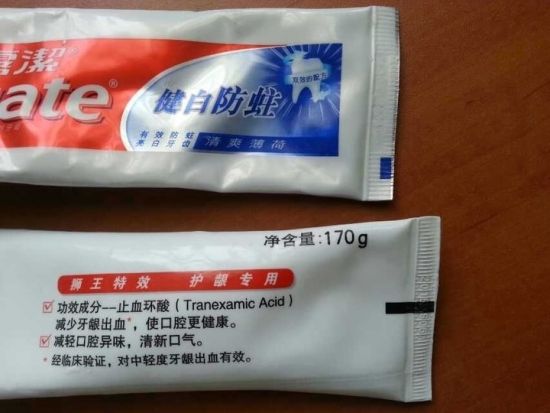 露潔®
ate®
健白防蛀
双效的配方
有效防蛀
亮白牙齿
清爽薄荷
净含量:170g
狮王特效 护龈专用
功效成分--止血环酸（Tranexamic Acid）
减少牙龈出血*，使口腔更健康。
减轻口腔异味，清新口气。
*经临床验证，对中轻度牙龈出血有效。